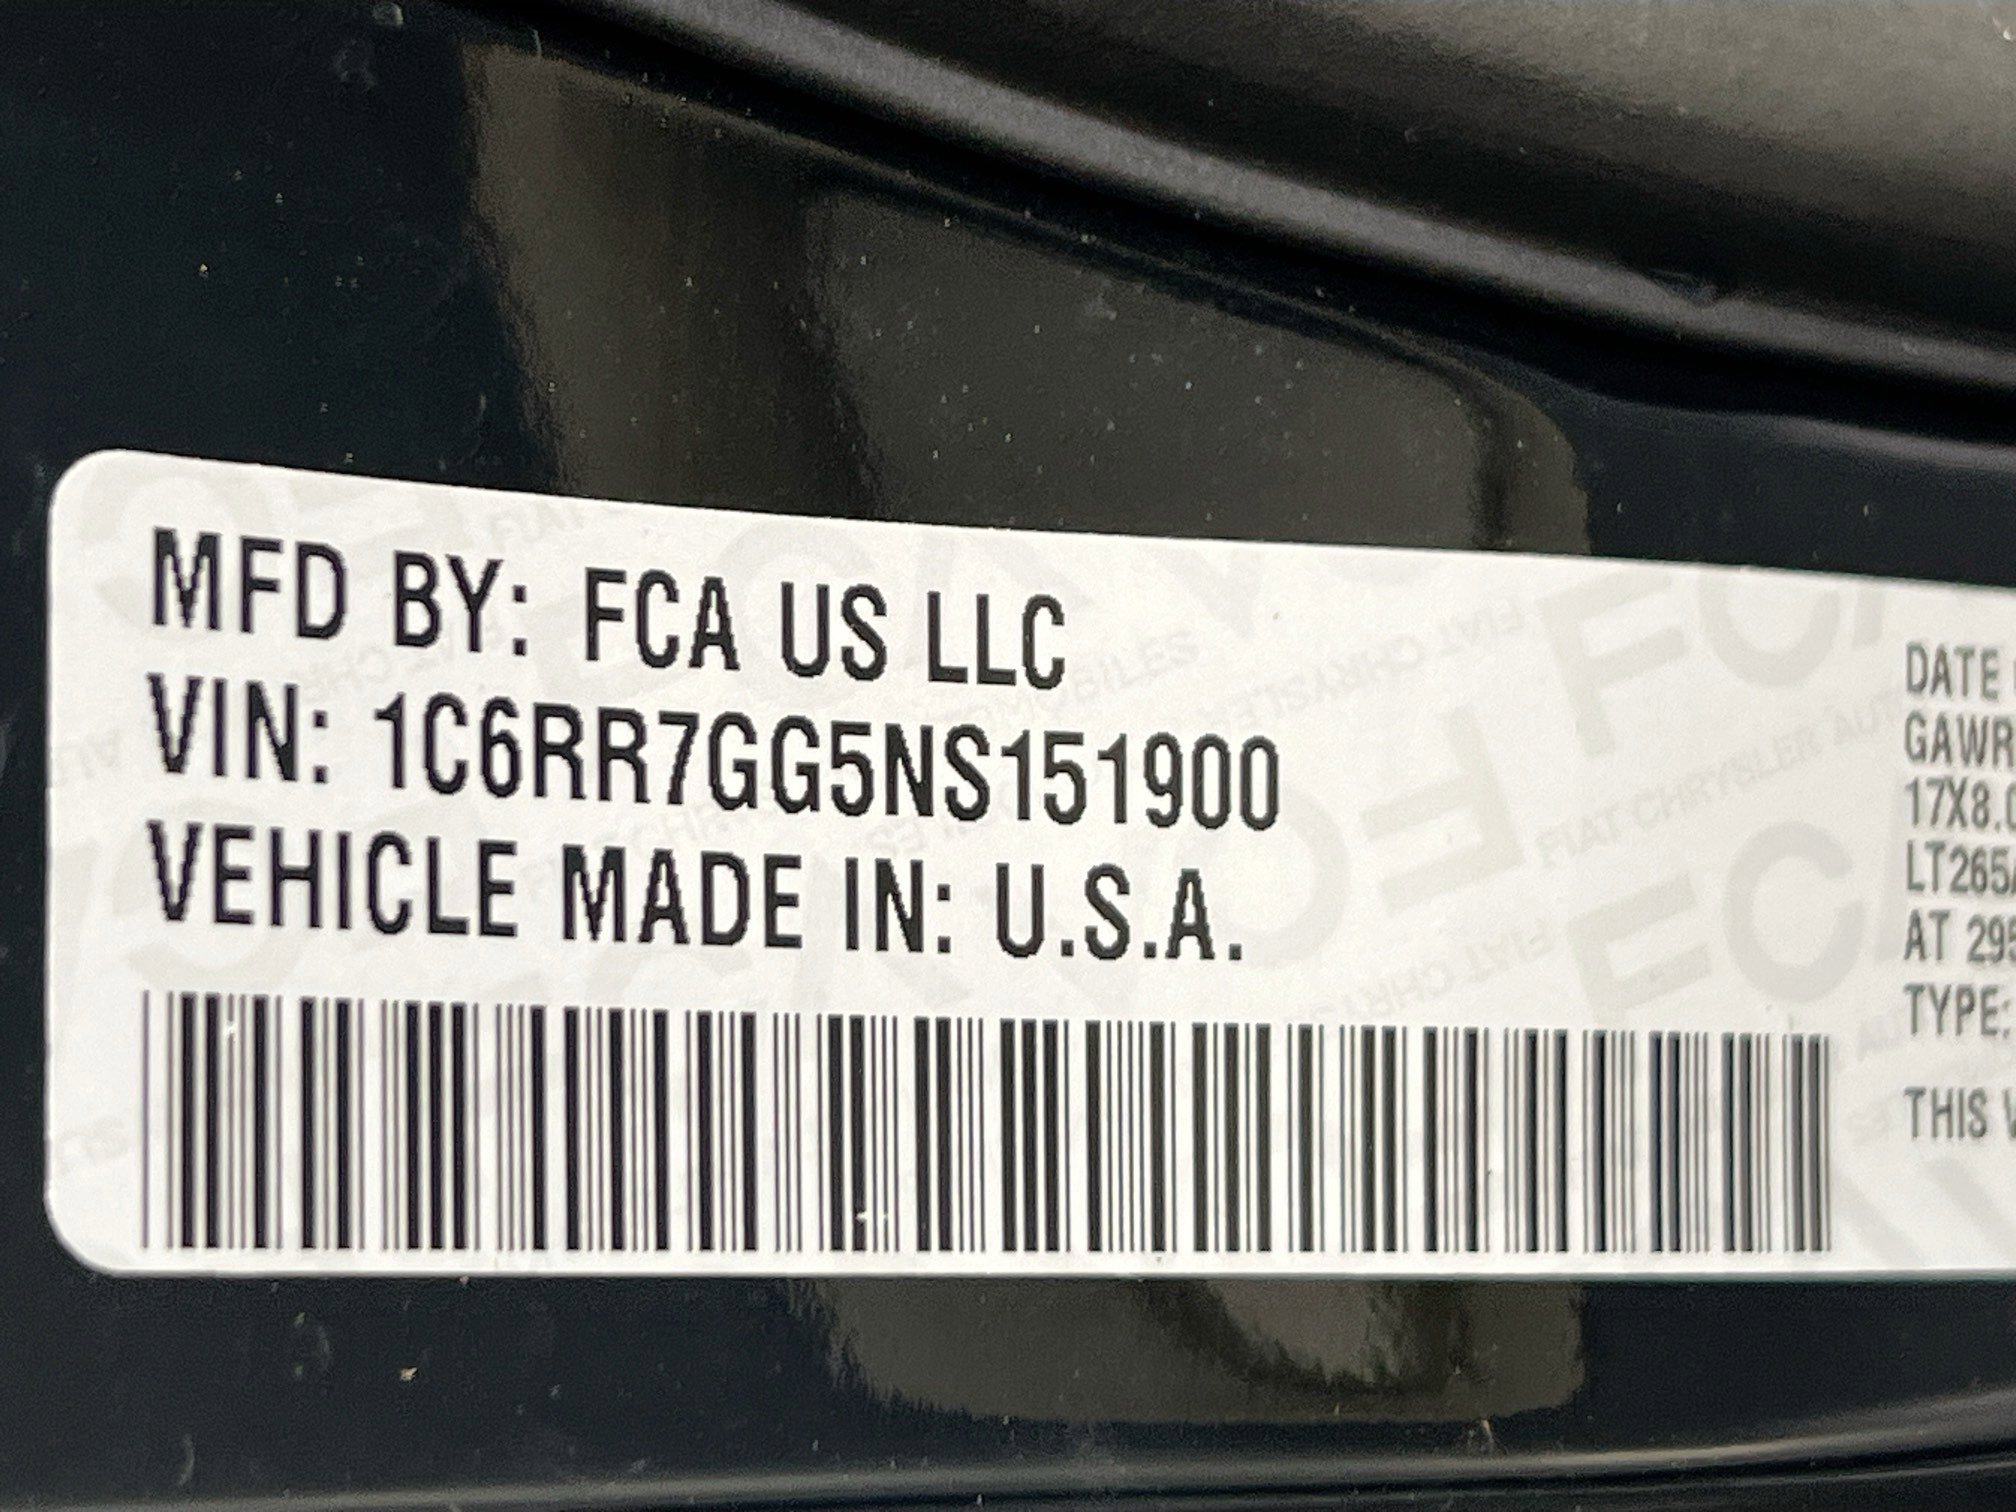 MFD BY: FCA US LLC
VIN: 1C6RR7GG5NS151900
VEHICLE MADE IN: U.S.A.
DATE
GAWR
17X8.0
LT265/
AT 295
TYPE:
THIS